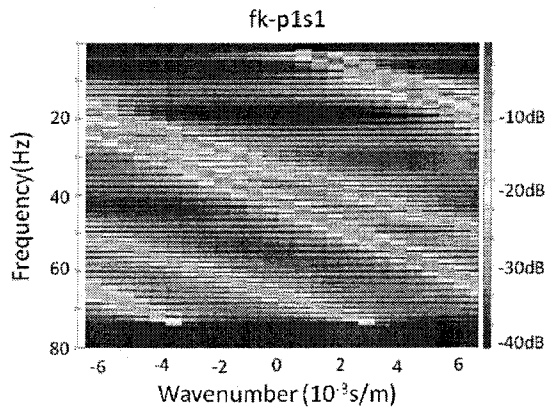 fk-p1s1
Frequency(Hz)
20
40
60
80
-10dB
-20dB
-30dB
-40dB
-6 -4 -2 0 2 4 6
Wavenumber (10⁻³s/m)